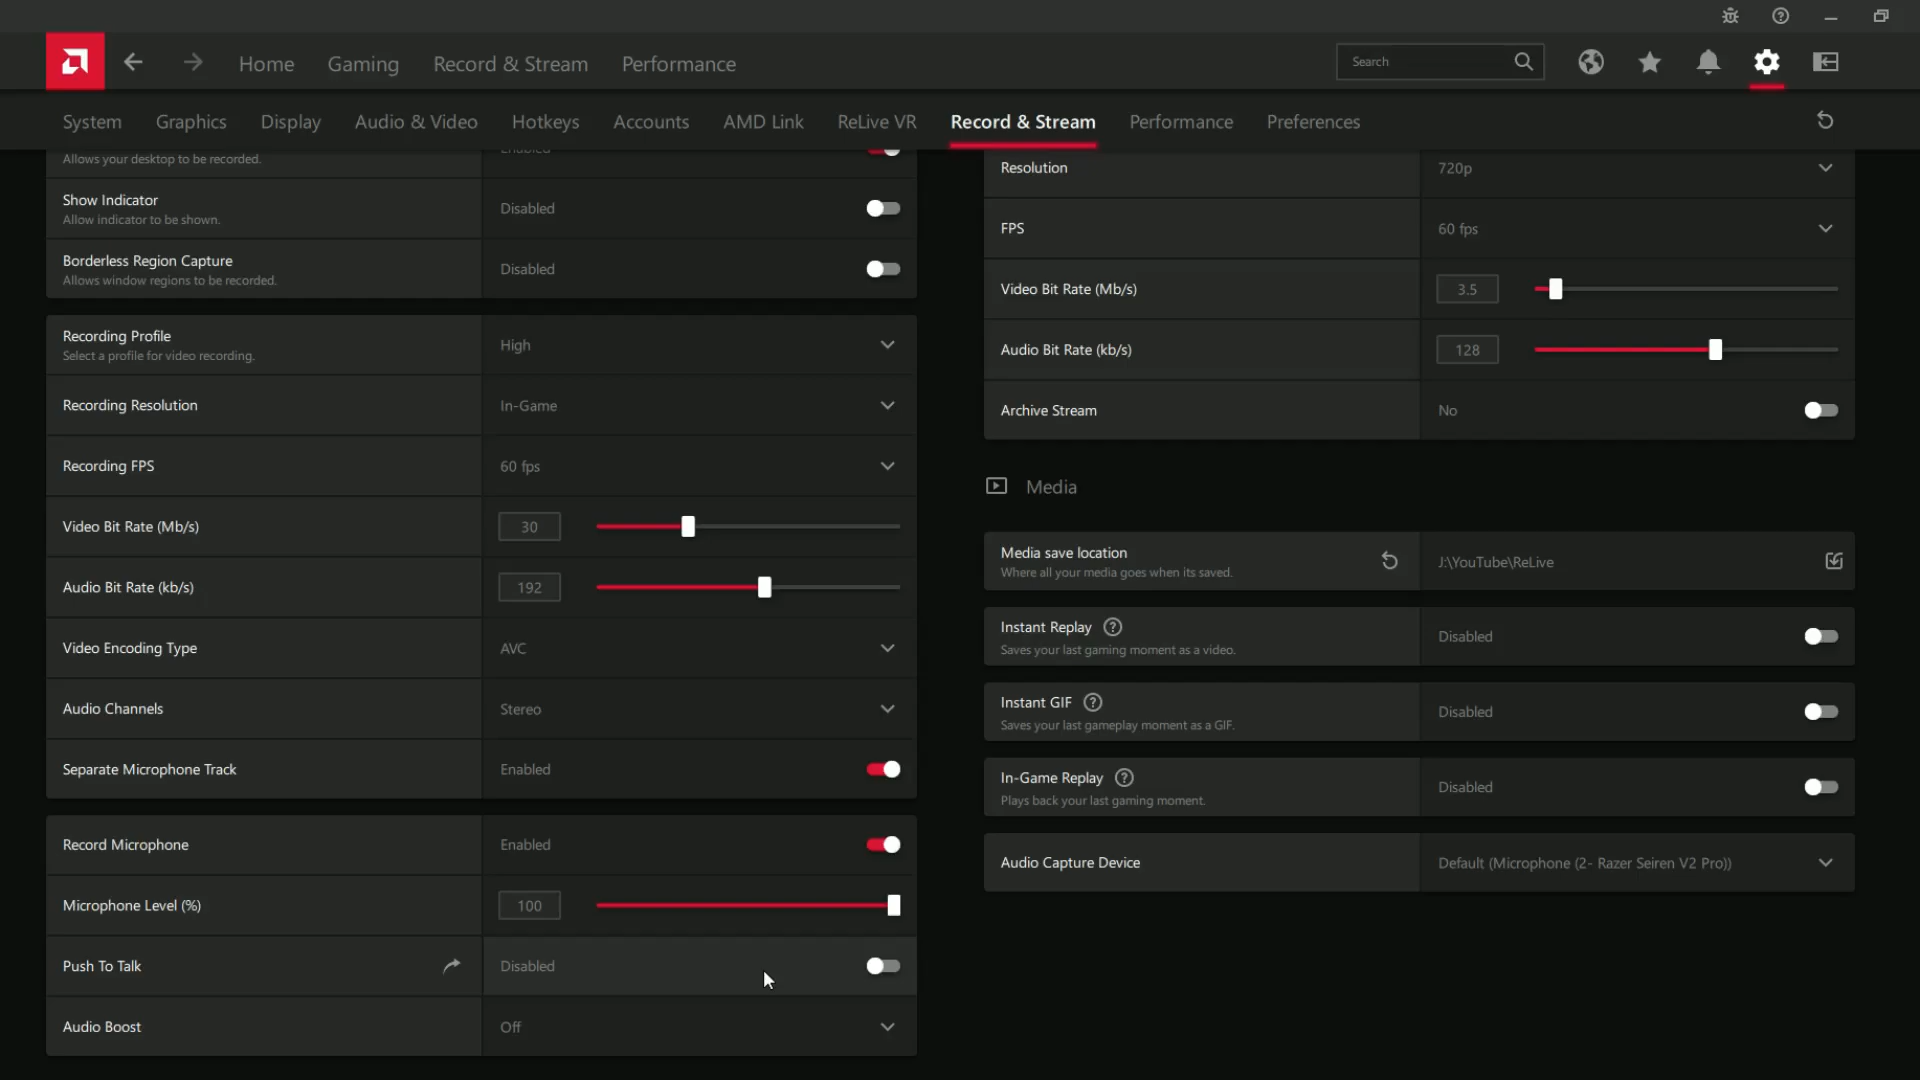 Home
Gaming
Record & Stream
Performance
Search
System
Graphics
Display
Audio & Video
Hotkeys
Accounts
AMD Link
ReLive VR
Record & Stream
Performance
Preferences
Allows your desktop to be recorded.
Enabled
Show Indicator
Allow indicator to be shown.
Disabled
Borderless Region Capture
Allows window regions to be recorded.
Disabled
Recording Profile
Select a profile for video recording.
High
Recording Resolution
In-Game
Recording FPS
60 fps
Video Bit Rate (Mb/s)
30
Audio Bit Rate (kb/s)
192
Video Encoding Type
AVC
Audio Channels
Stereo
Separate Microphone Track
Enabled
Record Microphone
Enabled
Microphone Level (%)
100
Push To Talk
Disabled
Audio Boost
Off
Resolution
720p
FPS
60 fps
Video Bit Rate (Mb/s)
3.5
Audio Bit Rate (kb/s)
128
Archive Stream
No
Media
Media save location
Where all your media goes when its saved.
J:\YouTube\ReLive
Instant Replay
Saves your last gaming moment as a video.
Disabled
Instant GIF
Saves your last gameplay moment as a GIF.
Disabled
In-Game Replay
Plays back your last gaming moment.
Disabled
Audio Capture Device
Default (Microphone (2- Razer Seiren V2 Pro))